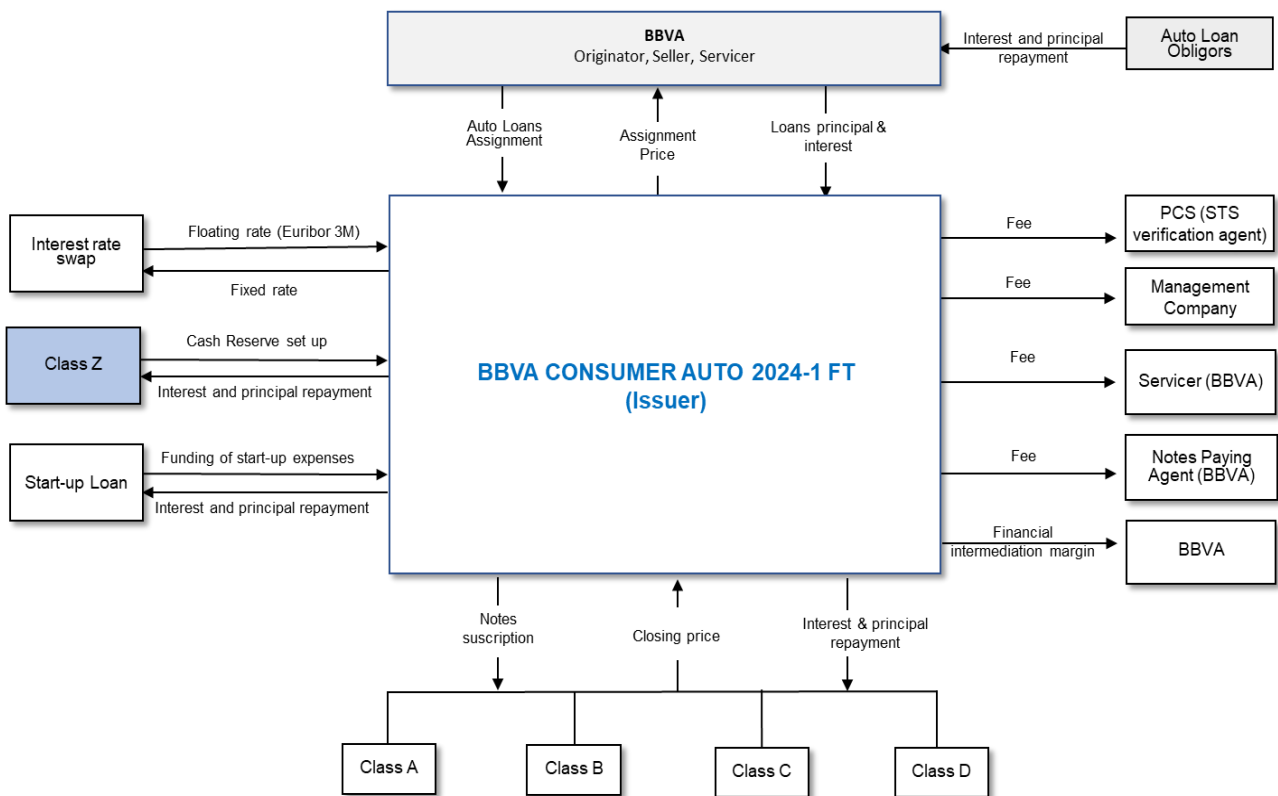 BBVA
Originator, Seller, Servicer
Interest and principal
repayment
Auto Loan
Obligors
Auto Loans
Assignment
Assignment
Price
Loans principal &
interest
Interest rate
swap
Floating rate (Euribor 3M)
Fixed rate
Class Z
Cash Reserve set up
Interest and principal repayment
Start-up Loan
Funding of start-up expenses
Interest and principal repayment
BBVA CONSUMER AUTO 2024-1 FT
(Issuer)
Fee
PCS (STS
verification agent)
Fee
Management
Company
Fee
Servicer (BBVA)
Fee
Notes Paying
Agent (BBVA)
Financial
intermediation margin
BBVA
Notes
suscription
Closing price
Interest & principal
repayment
Class A
Class B
Class C
Class D